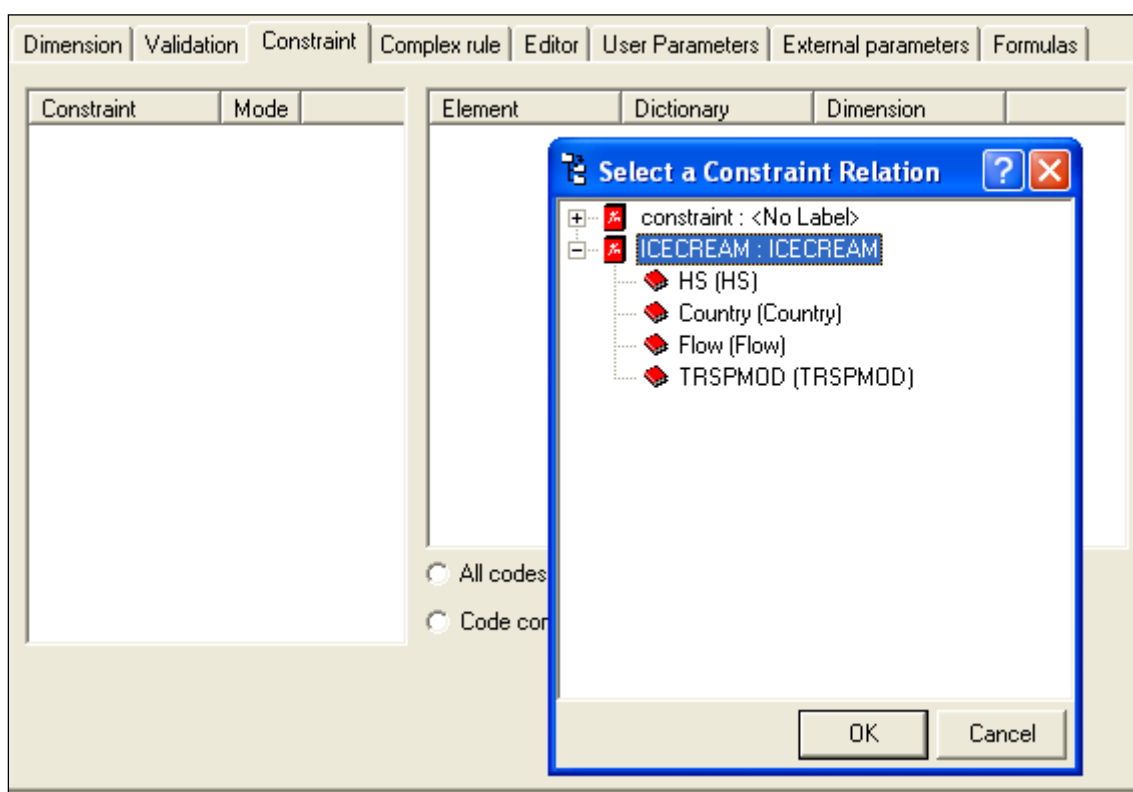 Dimension Validation Constraint Complex rule Editor User Parameters External parameters Formulas
Constraint Mode Element Dictionary Dimension
Select a Constraint Relation
constraint : <No Label>
ICECREAM : ICECREAM
HS (HS)
Country (Country)
Flow (Flow)
TRSPMOD (TRSPMOD)
All codes
Code cor
OK Cancel